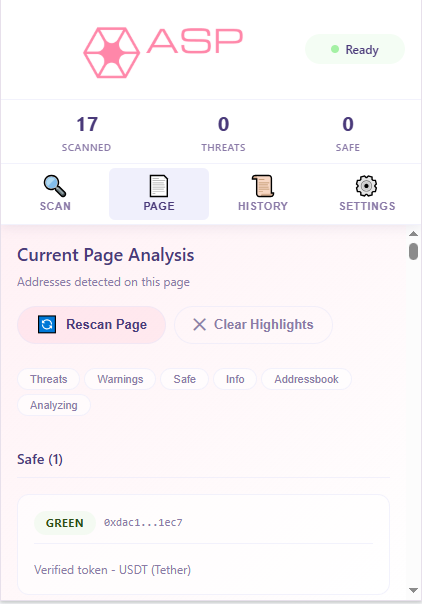 ASP
Ready
17 0 0
SCANNED THREATS SAFE
SCAN PAGE HISTORY SETTINGS
Current Page Analysis
Addresses detected on this page
Rescan Page Clear Highlights
Threats Warnings Safe Info Addressbook
Analyzing
Safe (1)
GREEN 0xdac1...1ec7
Verified token - USDT (Tether)